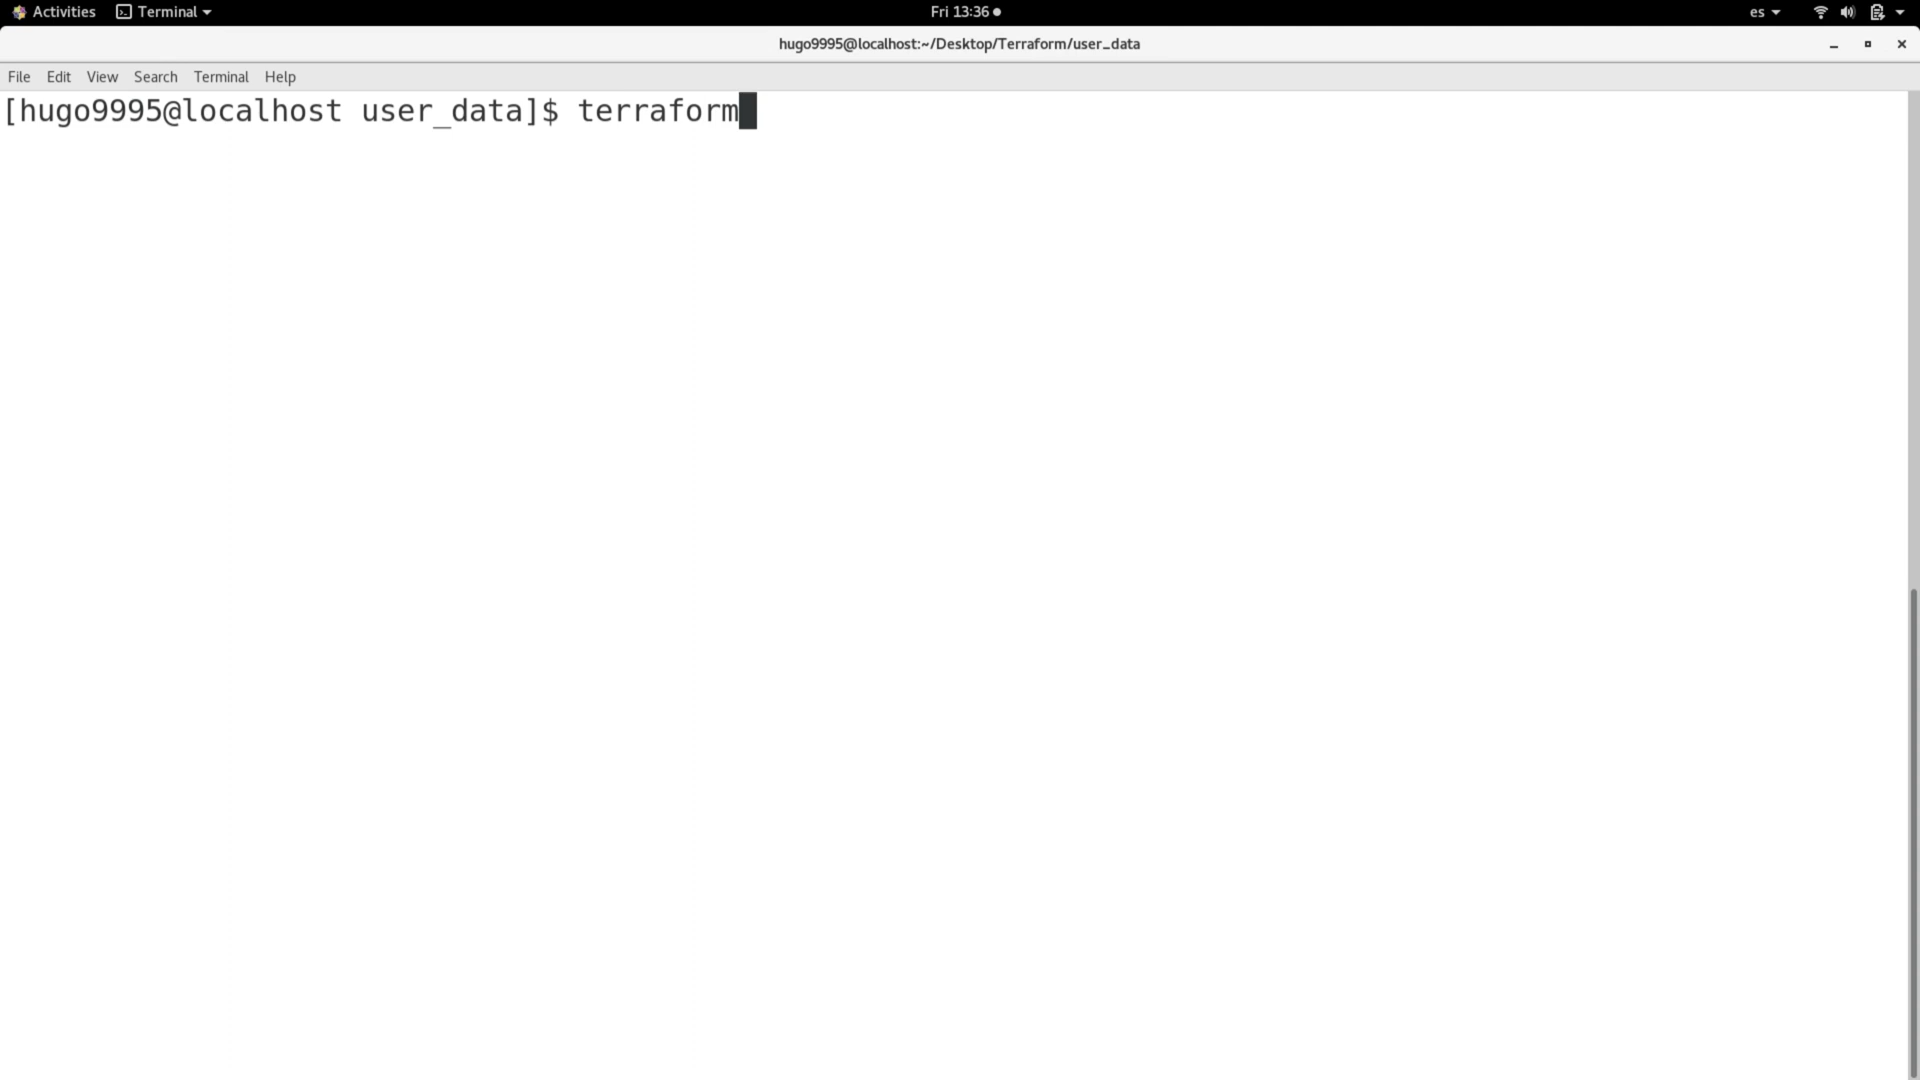 Activities Terminal Fri 13:36 es
hugo9995@localhost:~/Desktop/Terraform/user_data
File Edit View Search Terminal Help
[hugo9995@localhost user_data]$ terraform